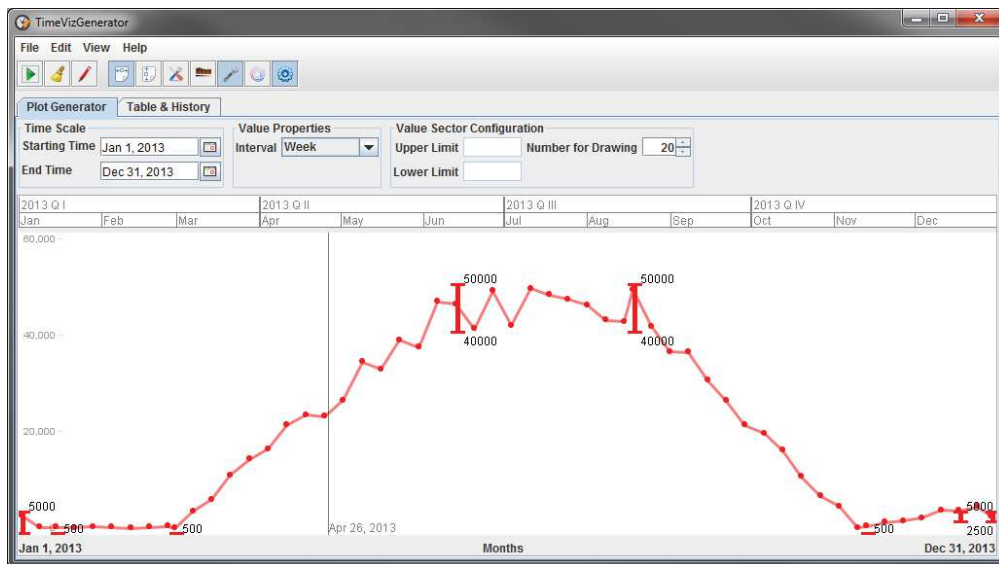 TimeVizGenerator
File Edit View Help
Plot Generator Table & History
Time Scale Value Properties Value Sector Configuration
Starting Time Jan 1, 2013 Interval Week Upper Limit Number for Drawing 20
End Time Dec 31, 2013 Lower Limit
2013 Q I 2013 Q II 2013 Q III 2013 Q IV
Jan Feb Mar Apr May Jun Jul Aug Sep Oct Nov Dec
60,000
50000 50000
40,000
40000 40000
20,000
5000 5000
500 500 Apr 26, 2013 500 2500
Jan 1, 2013 Months Dec 31, 2013